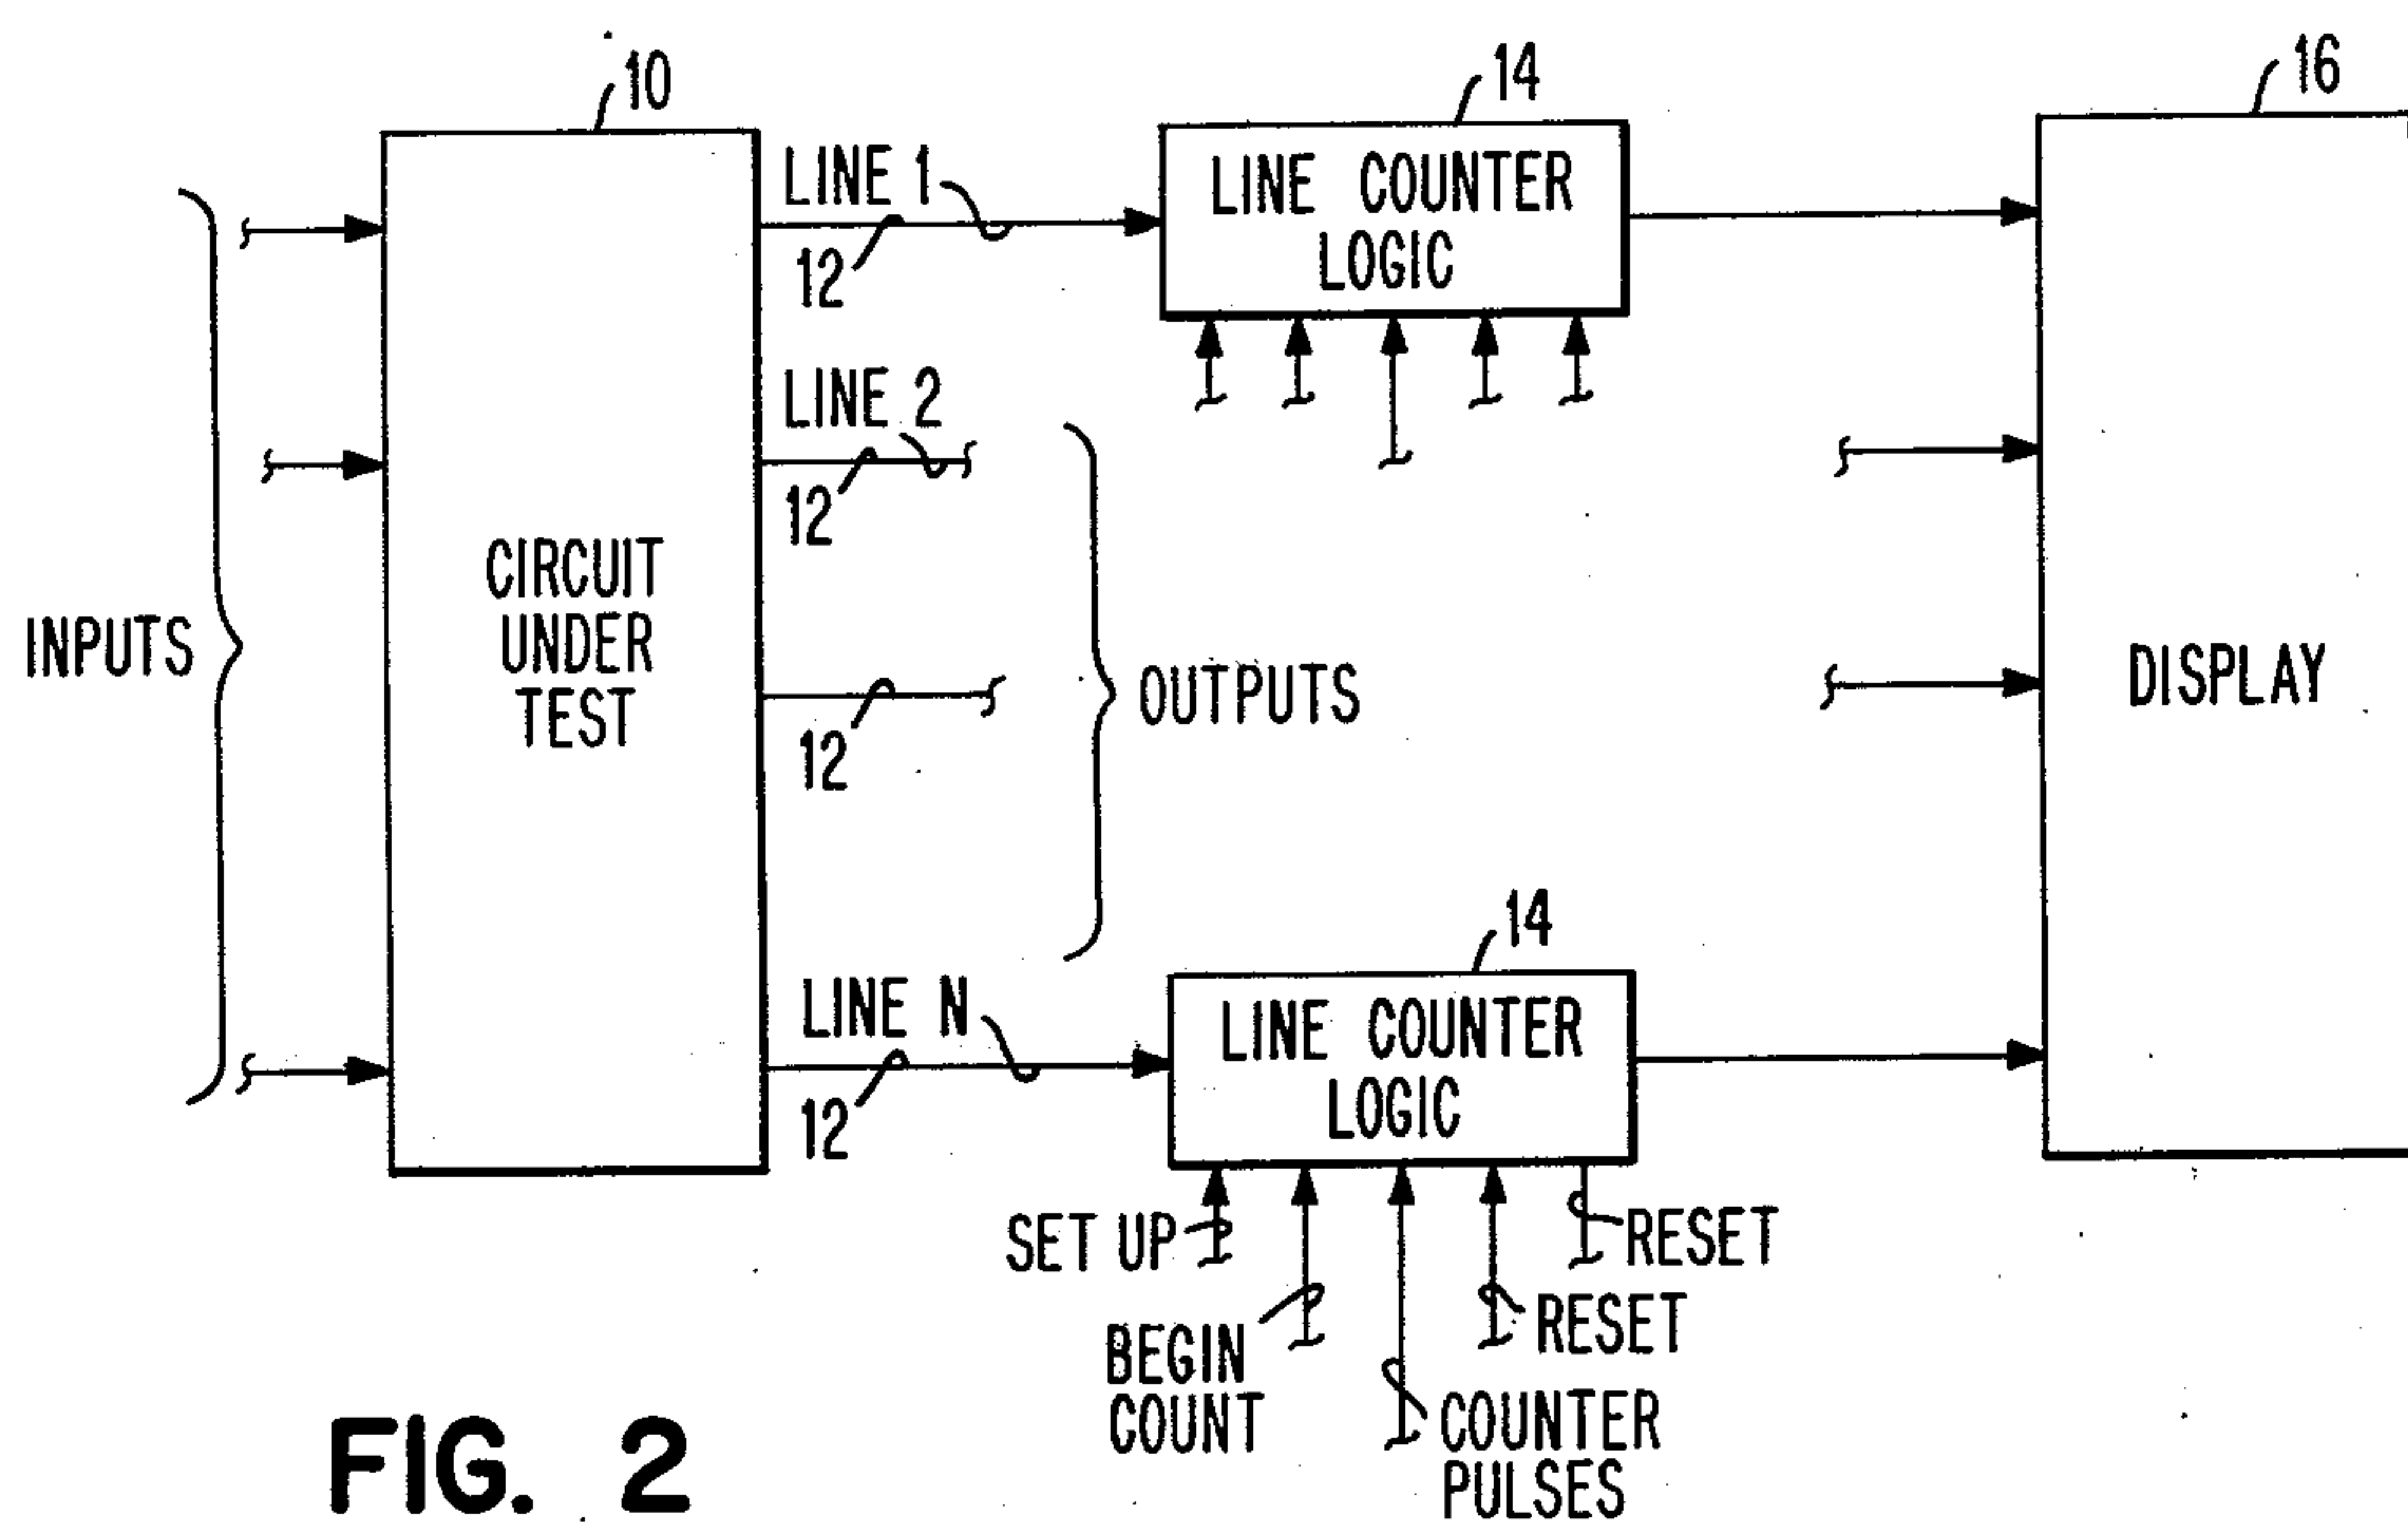 10
14
16
LINE 1
LINE COUNTER
LOGIC
12
LINE 2
12
CIRCUIT
UNDER
TEST
INPUTS
OUTPUTS
DISPLAY
12
14
LINE N
LINE COUNTER
LOGIC
12
SET UP
RESET
BEGIN
COUNT
RESET
COUNTER
PULSES
FIG. 2